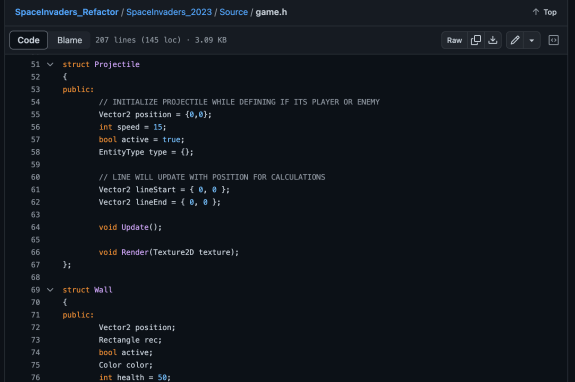 SpaceInvaders_Refactor / SpaceInvaders_2023 / Source / game.h
↑ Top
Code Blame 207 lines (145 loc) · 3.09 KB Raw
51 struct Projectile
52 {
53 public:
54 // INITIALIZE PROJECTILE WHILE DEFINING IF ITS PLAYER OR ENEMY
55 Vector2 position = {0,0};
56 int speed = 15;
57 bool active = true;
58 EntityType type = {};
59
60 // LINE WILL UPDATE WITH POSITION FOR CALCULATIONS
61 Vector2 lineStart = { 0, 0 };
62 Vector2 lineEnd = { 0, 0 };
63
64 void Update();
65
66 void Render(Texture2D texture);
67 };
68
69 struct Wall
70 {
71 public:
72 Vector2 position;
73 Rectangle rec;
74 bool active;
75 Color color;
76 int health = 50;